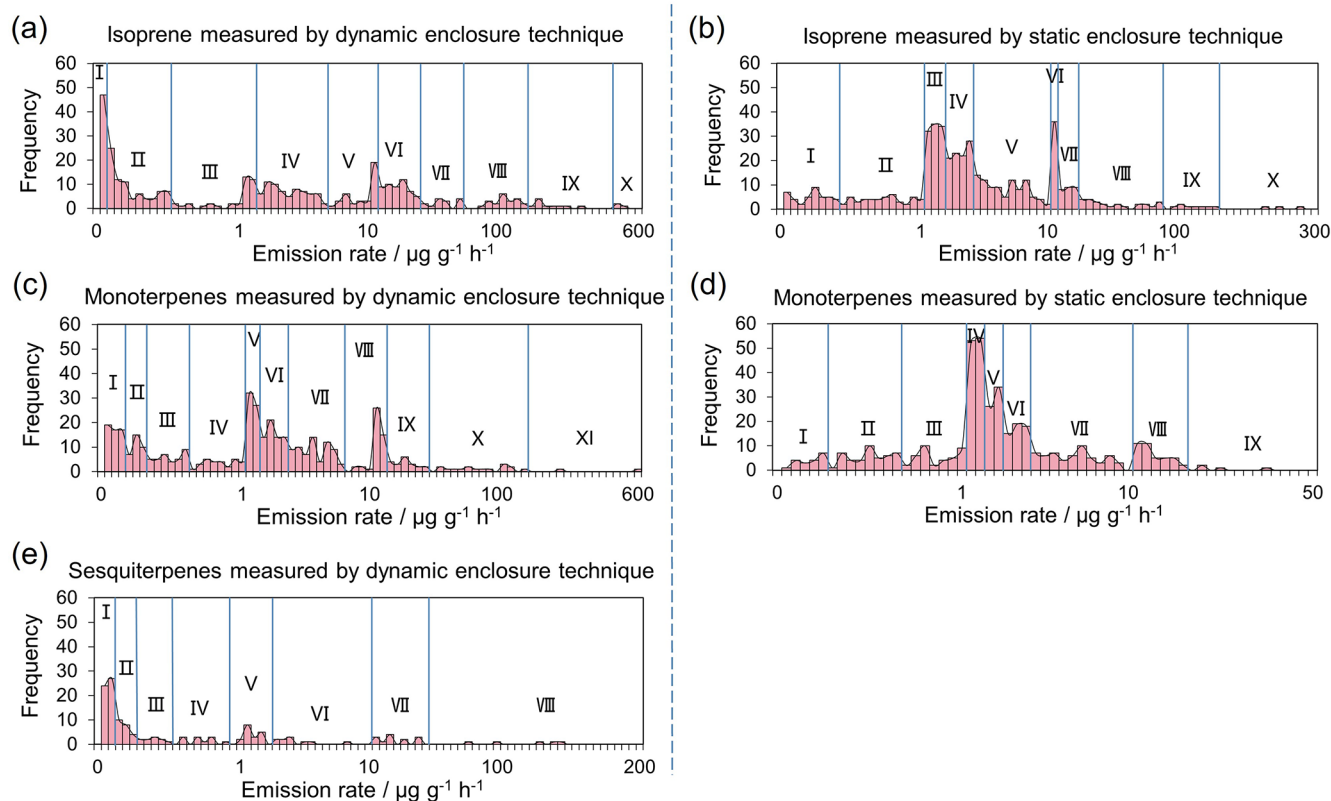 (a)
Isoprene measured by dynamic enclosure technique
60
50
40
30
20
10
0
Frequency
I II III IV V VI VII VIII IX X
0 1 10 100 600
Emission rate / µg g⁻¹ h⁻¹
(b)
Isoprene measured by static enclosure technique
60
50
40
30
20
10
0
Frequency
I II III IV V VI VII VIII IX X
0 1 10 100 300
Emission rate / µg g⁻¹ h⁻¹
(c)
Monoterpenes measured by dynamic enclosure technique
60
50
40
30
20
10
0
Frequency
I II III IV V VI VII VIII IX X XI
0 1 10 100 600
Emission rate / µg g⁻¹ h⁻¹
(d)
Monoterpenes measured by static enclosure technique
60
50
40
30
20
10
0
Frequency
I II III IV V VI VII VIII IX
0 1 10 50
Emission rate / µg g⁻¹ h⁻¹
(e)
Sesquiterpenes measured by dynamic enclosure technique
60
50
40
30
20
10
0
Frequency
I II III IV V VI VII VIII
0 1 10 100 200
Emission rate / µg g⁻¹ h⁻¹